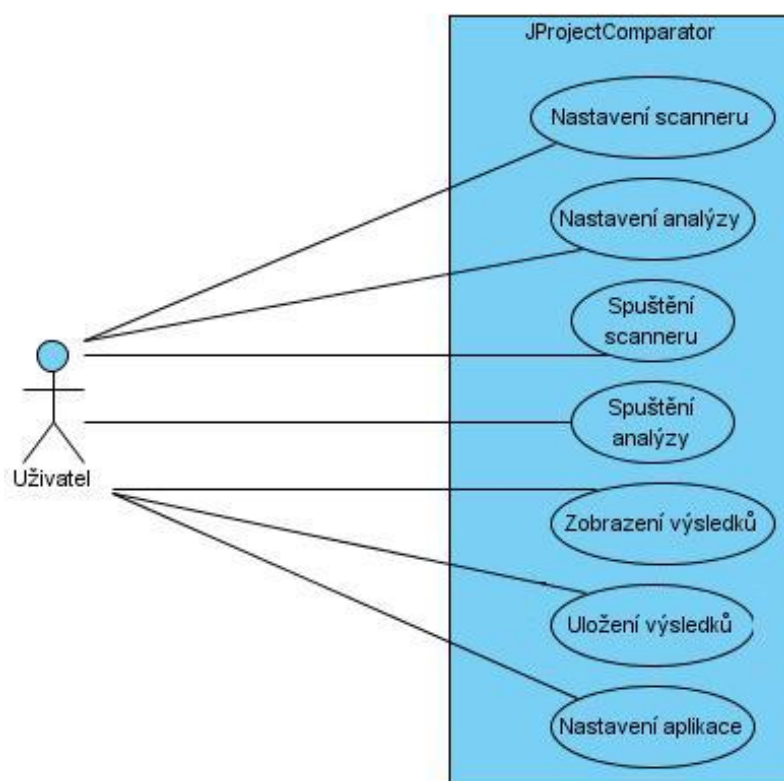 JProjectComparator
Nastavení scanneru
Nastavení analýzy
Spuštění
scanneru
Spuštění
analýzy
Uživatel
Zobrazení výsledků
Uložení výsledků
Nastavení aplikace